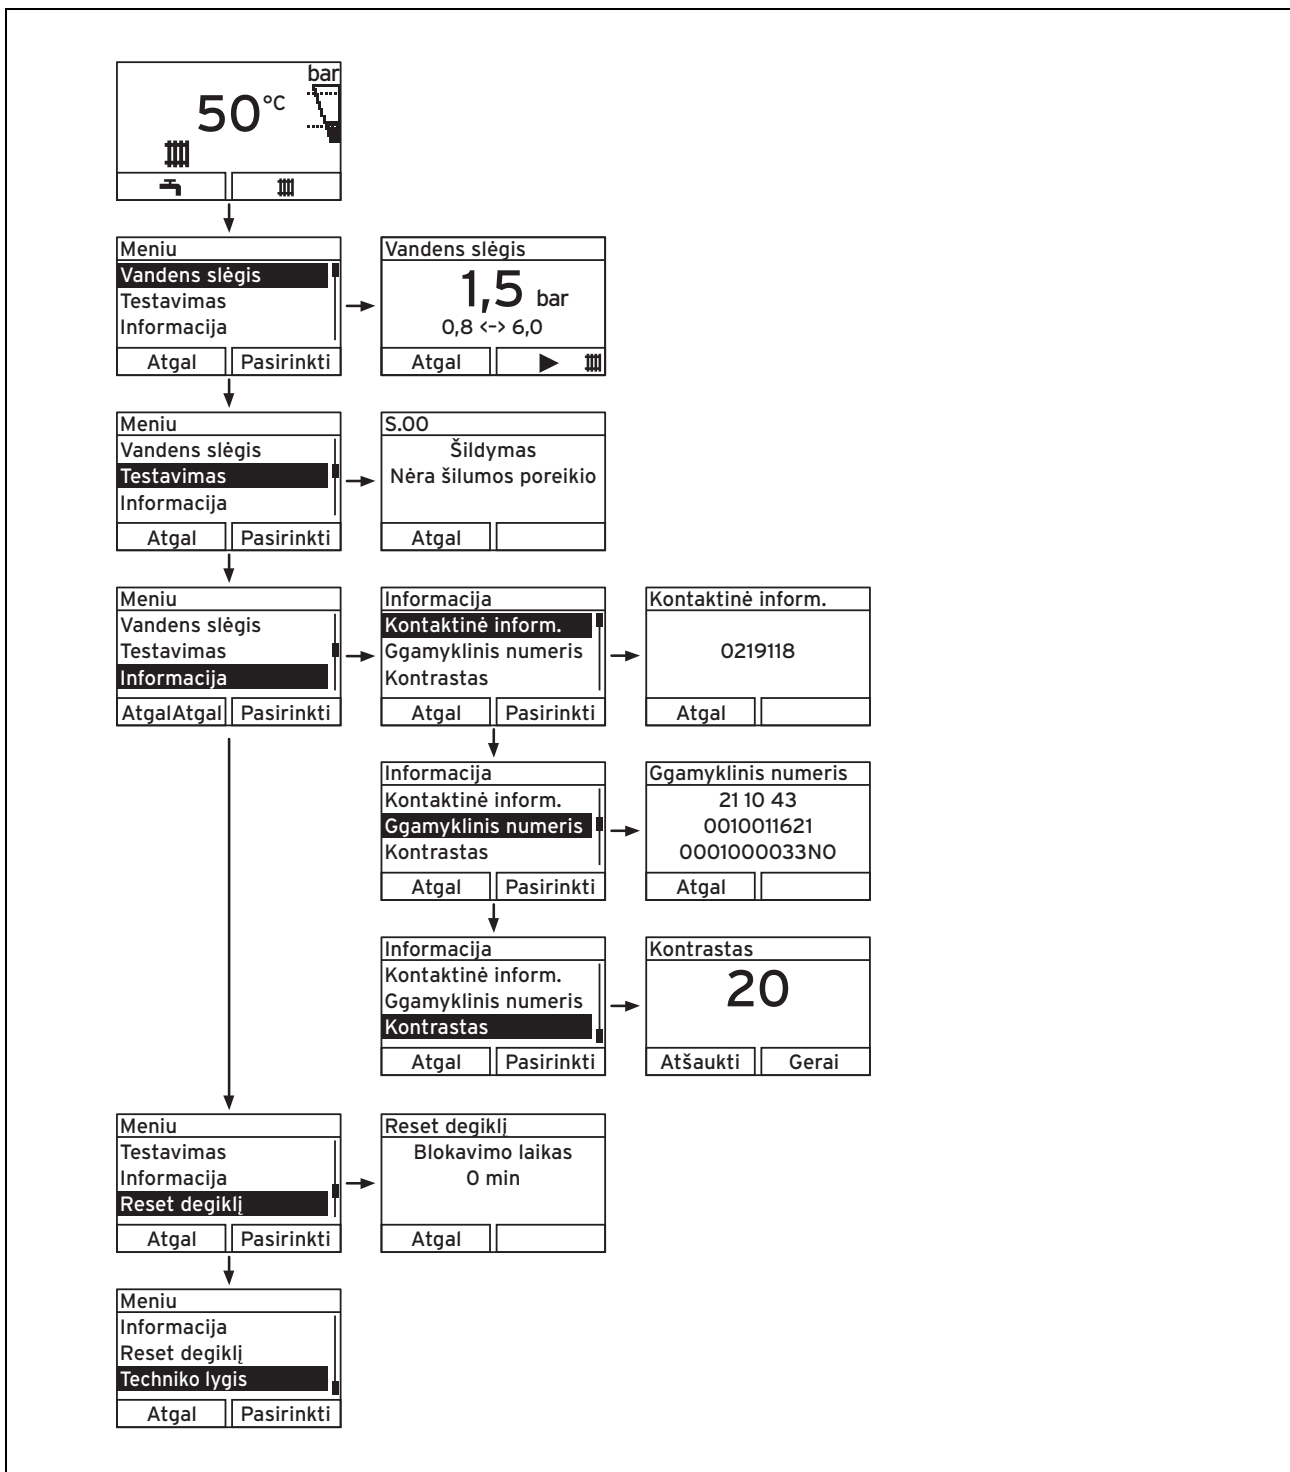 bar
50°C
Meniu
Vandens slėgis
Testavimas
Informacija
Atgal Pasirinkti
Vandens slėgis
1,5 bar
0,8 <-> 6,0
Atgal
Meniu
Vandens slėgis
Testavimas
Informacija
Atgal Pasirinkti
S.00
Šildymas
Nėra šilumos poreikio
Atgal
Meniu
Vandens slėgis
Testavimas
Informacija
AtgalAtgal Pasirinkti
Informacija
Kontaktinė inform.
Ggamyklinis numeris
Kontrastas
Atgal Pasirinkti
Kontaktinė inform.
0219118
Atgal
Informacija
Kontaktinė inform.
Ggamyklinis numeris
Kontrastas
Atgal Pasirinkti
Ggamyklinis numeris
21 10 43
0010011621
0001000033N0
Atgal
Informacija
Kontaktinė inform.
Ggamyklinis numeris
Kontrastas
Atgal Pasirinkti
Kontrastas
20
Atšaukti Gerai
Meniu
Testavimas
Informacija
Reset degiklį
Atgal Pasirinkti
Reset degiklį
Blokavimo laikas
0 min
Atgal
Meniu
Informacija
Reset degiklį
Techniko lygis
Atgal Pasirinkti